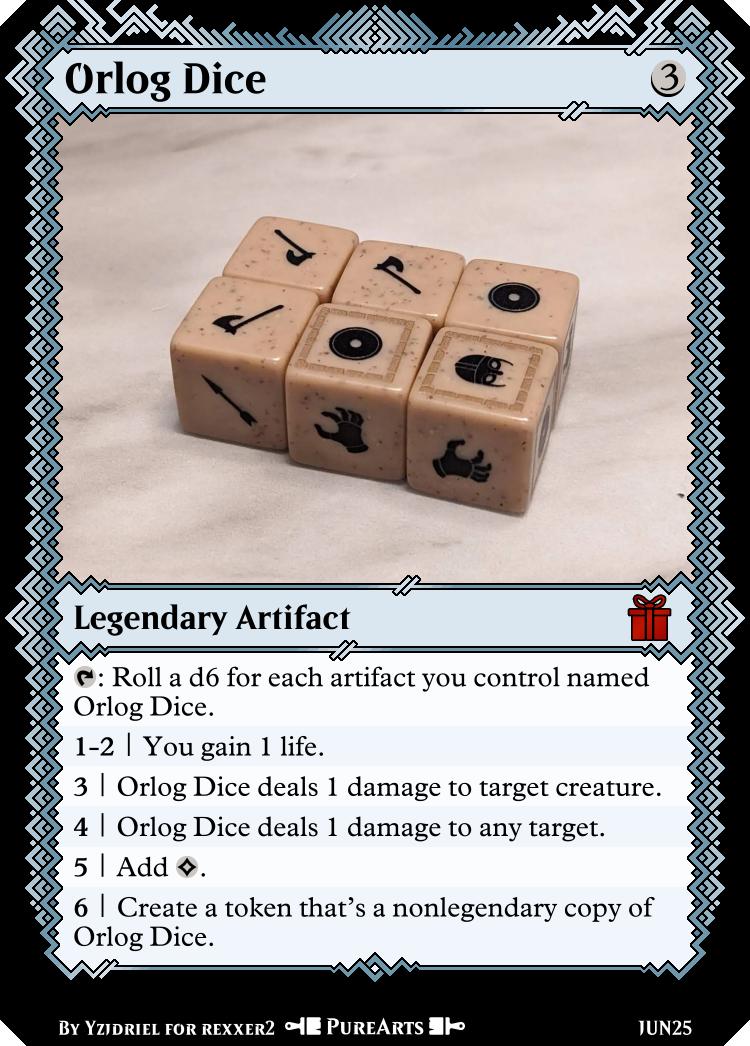 Orlog Dice 3
Legendary Artifact
: Roll a d6 for each artifact you control named
Orlog Dice.
1-2 | You gain 1 life.
3 | Orlog Dice deals 1 damage to target creature.
4 | Orlog Dice deals 1 damage to any target.
5 | Add .
6 | Create a token that's a nonlegendary copy of
Orlog Dice.
By Yzidriel for rexxer2 PureArts JUN25